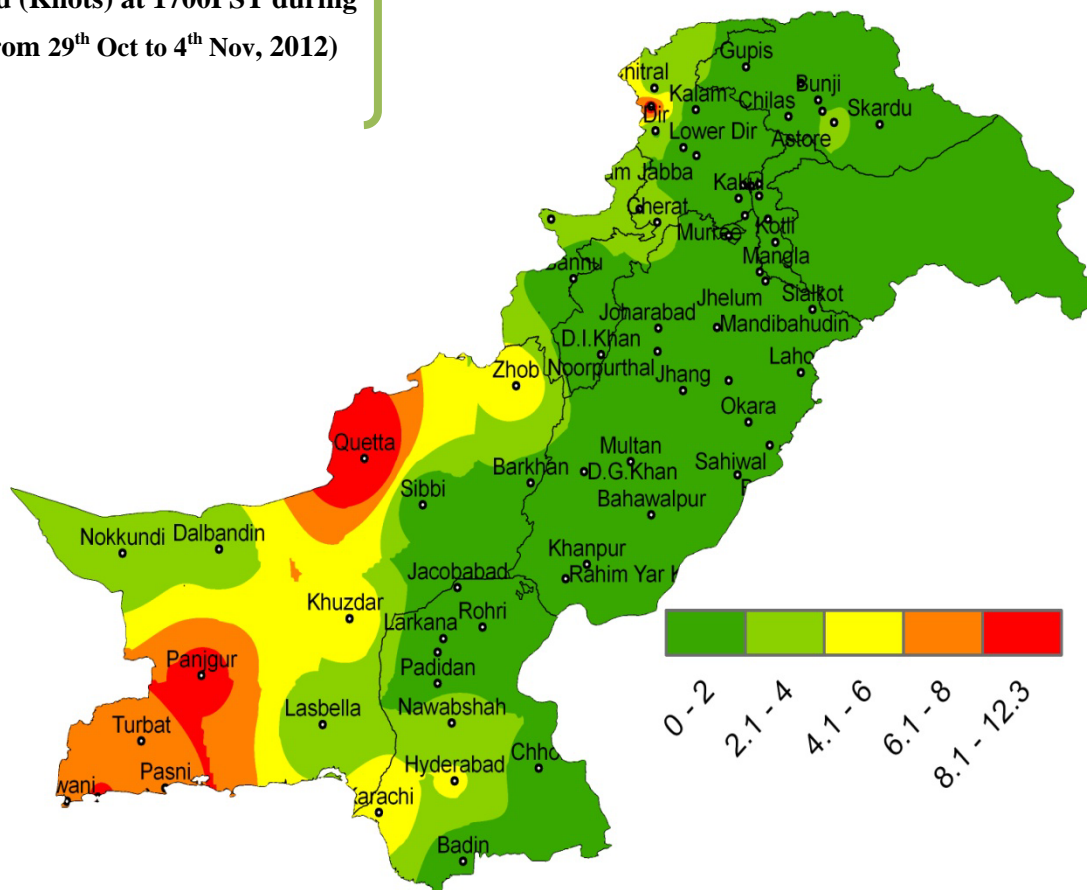 d (Knots) at 1700PST during
rom 29th Oct to 4th Nov, 2012)
Gupis
nitral
Bunji
Kalam
Chilas
Skardu
Dir
Lower Dir
Astore
am Jabba
Kakul
Cherat
Murree
Kotli
Mangla
Bannu
Sialkot
Jhelum
Joharabad
Mandibahudin
D.I.Khan
Laho
Noorpurthal
Zhob
Jhang
Okara
Quetta
Multan
Barkhan
D.G.Khan
Sahiwal
Sibbi
Bahawalpur
Nokkundi
Dalbandin
Khanpur
Jacobabad
Rahim Yar K
Khuzdar
Rohri
Larkana
Panjgur
Padidan
Lasbella
Nawabshah
Turbat
Chho
Pasni
Hyderabad
wani
Karachi
Badin
0 - 2
2.1 - 4
4.1 - 6
6.1 - 8
8.1 - 12.3